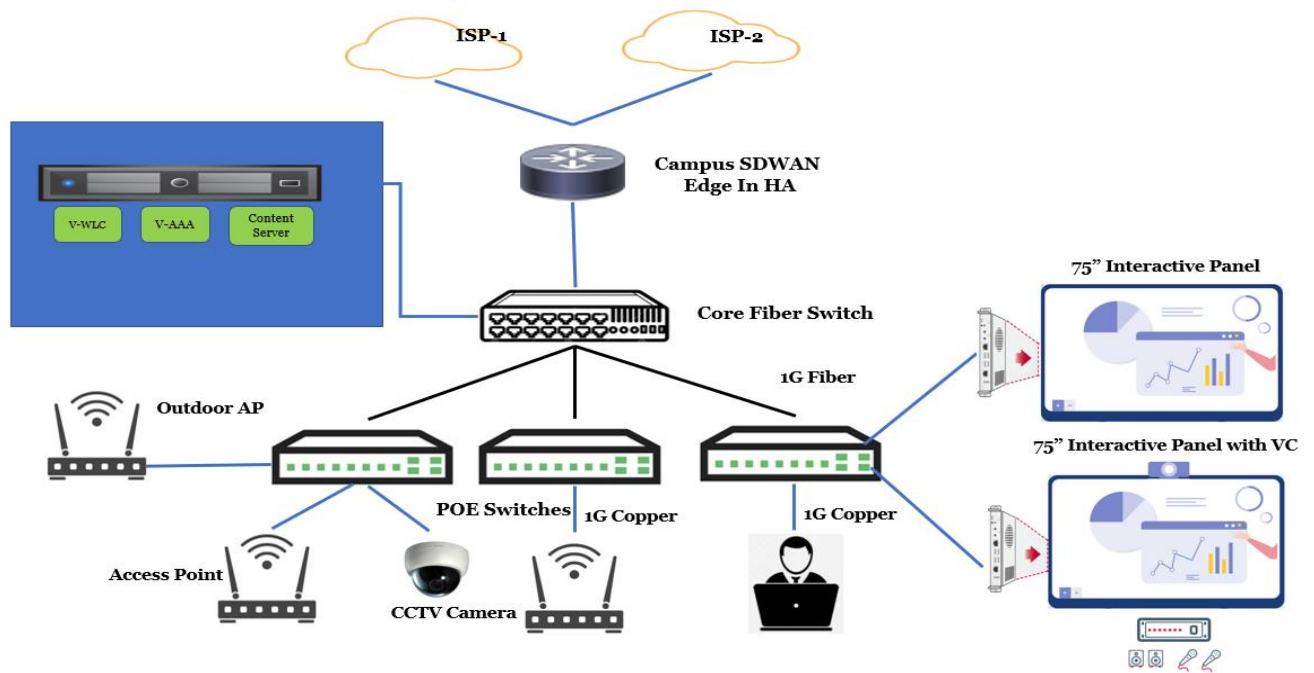 ISP-1
ISP-2
Campus SDWAN
Edge In HA
V-WLC
V-AAA
Content
Server
Core Fiber Switch
75” Interactive Panel
1G Fiber
Outdoor AP
75” Interactive Panel with VC
POE Switches
1G Copper
1G Copper
Access Point
CCTV Camera